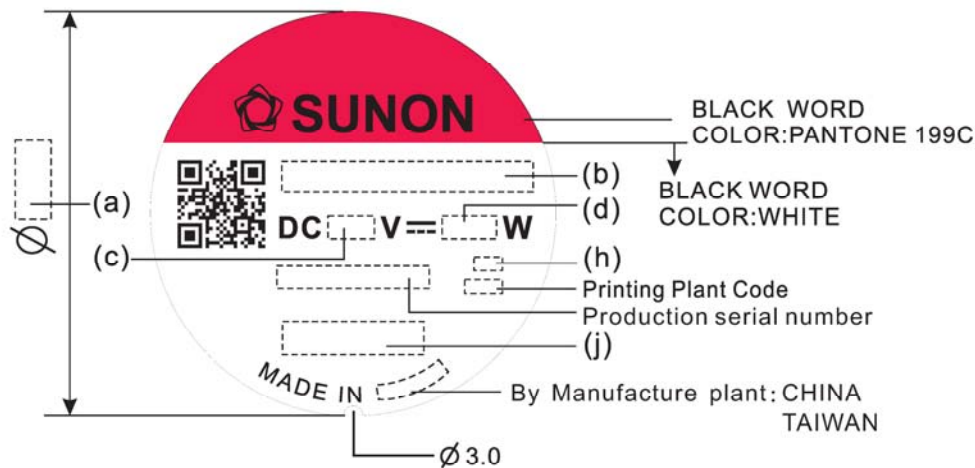 SUNON
BLACK WORD
COLOR:PANTONE 199C
(b)
BLACK WORD
COLOR:WHITE
(a)
(d)
DC V W
Ø
(c)
(h)
Printing Plant Code
Production serial number
(j)
MADE IN
By Manufacture plant: CHINA
TAIWAN
Ø 3.0